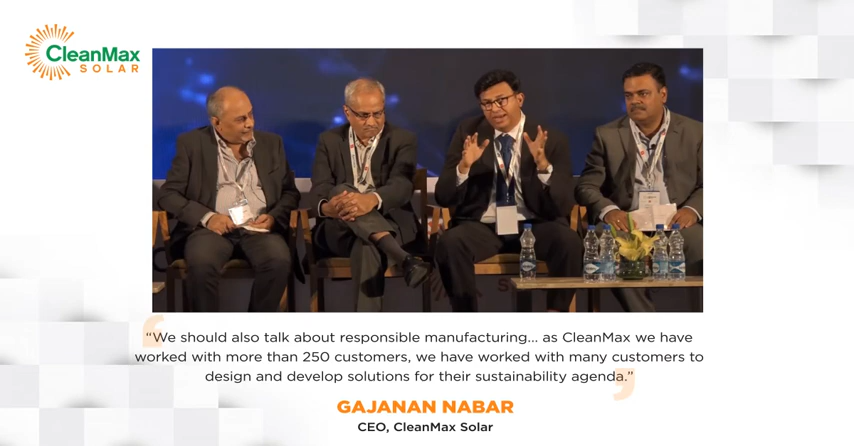 CleanMax
SOLAR
“We should also talk about responsible manufacturing... as CleanMax we have
worked with more than 250 customers, we have worked with many customers to
design and develop solutions for their sustainability agenda.”
GAJANAN NABAR
CEO, CleanMax Solar